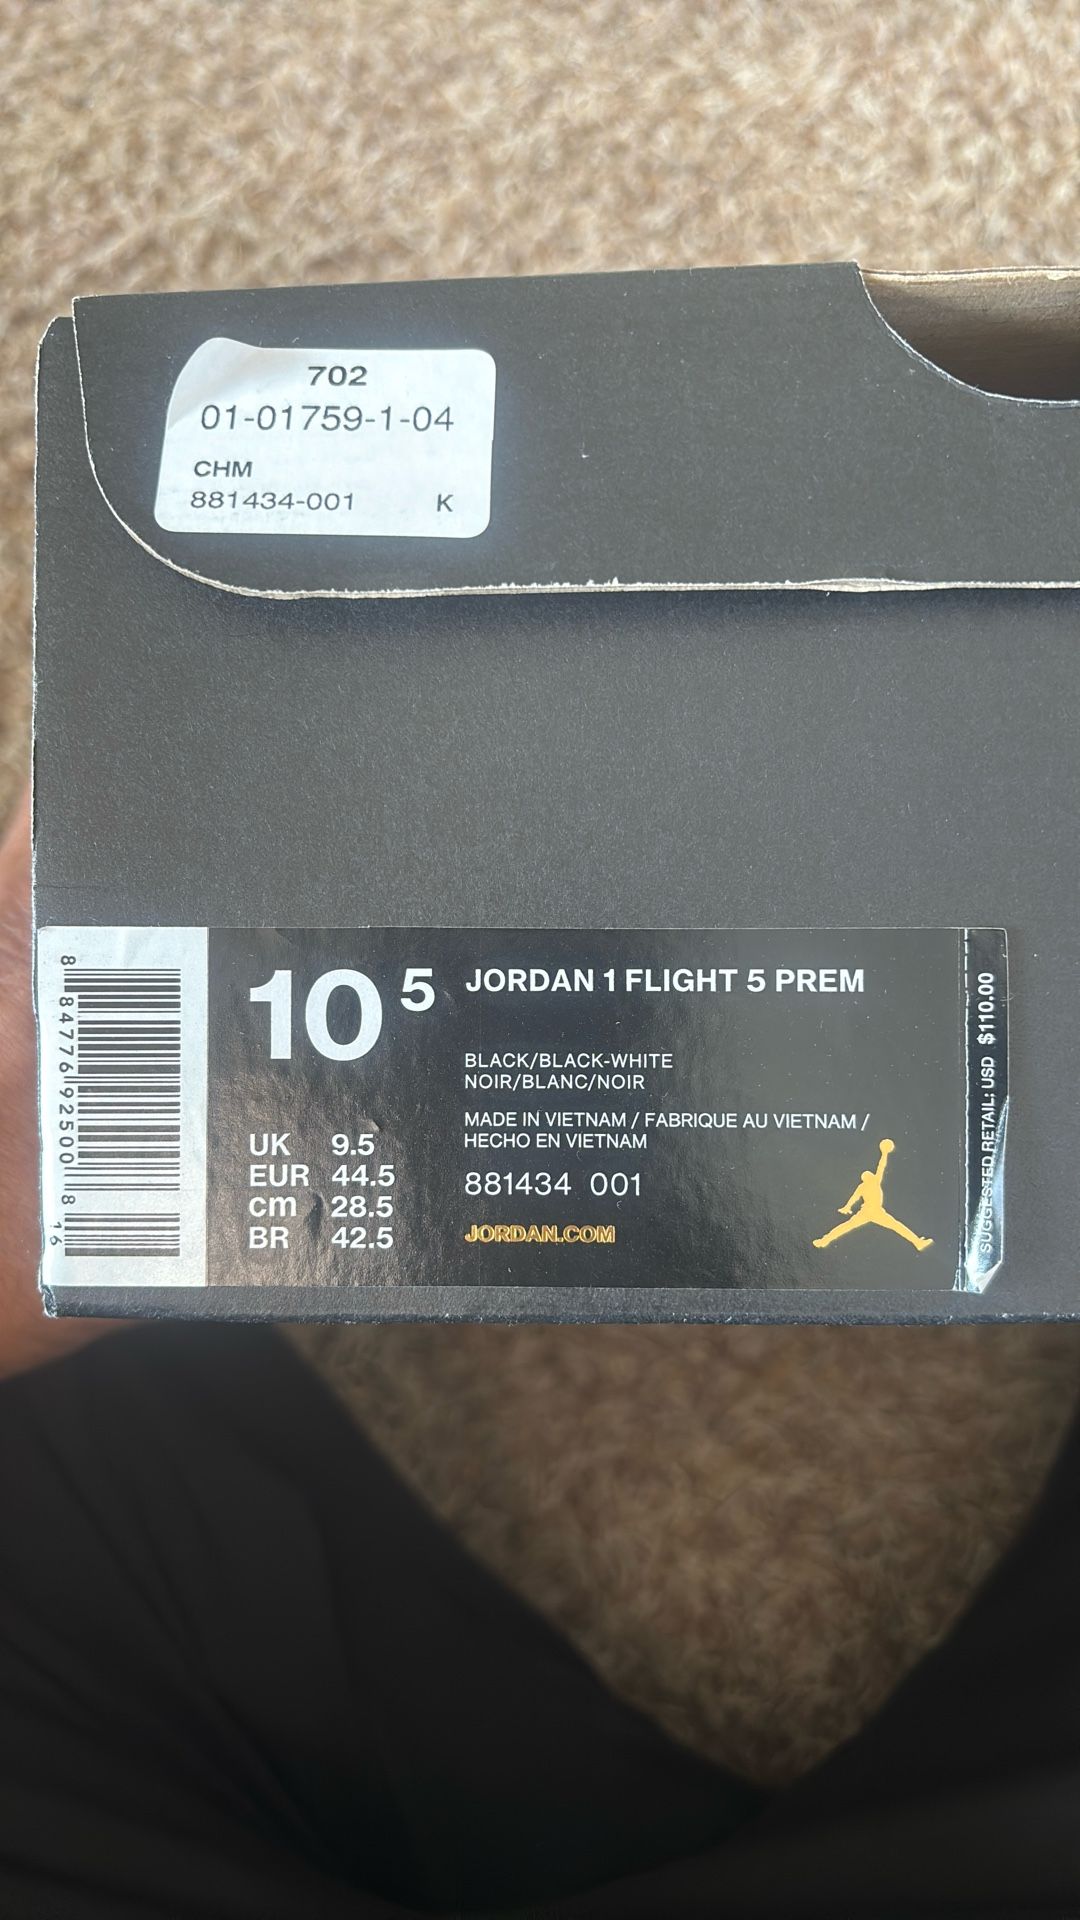 702
01-01759-1-04
CHM
881434-001 K
8 84776 92500 8 16
10 5
JORDAN 1 FLIGHT 5 PREM
BLACK/BLACK-WHITE
NOIR/BLANC/NOIR
MADE IN VIETNAM / FABRIQUE AU VIETNAM /
HECHO EN VIETNAM
881434 001
JORDAN.COM
UK 9.5
EUR 44.5
cm 28.5
BR 42.5
SUGGESTED RETAIL: USD $110.00